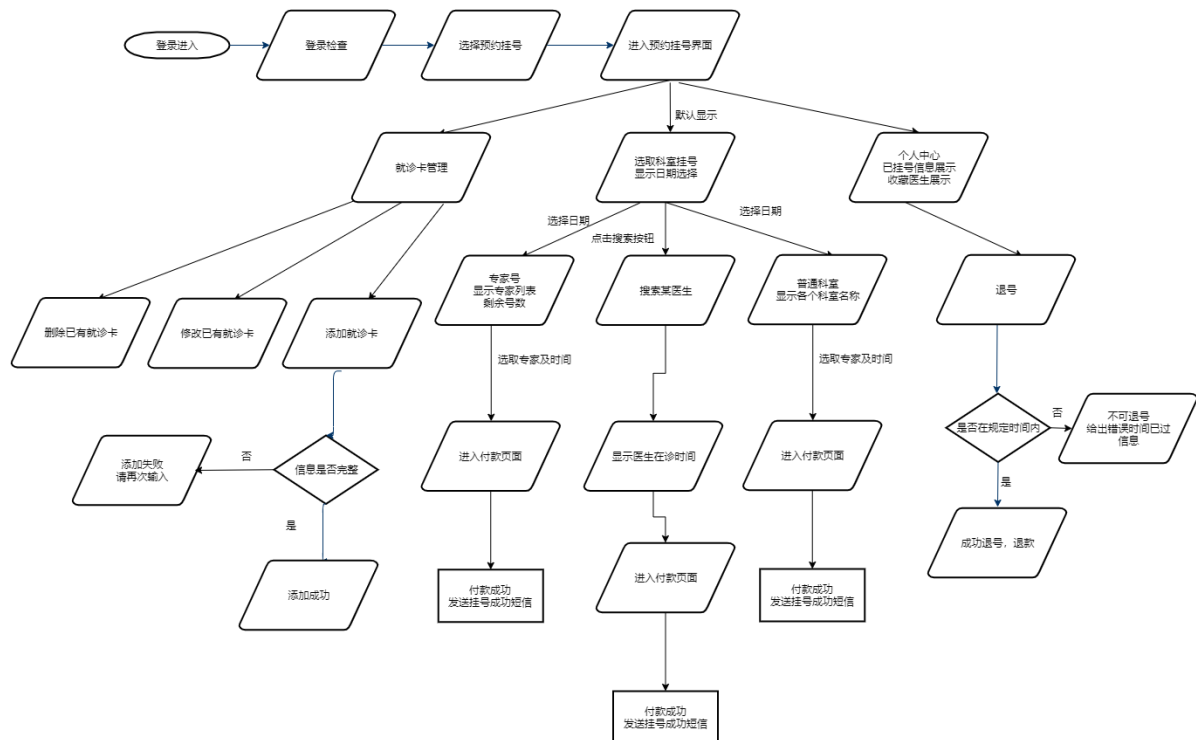 登录进入
登录检查
选择预约挂号
进入预约挂号界面
默认显示
就诊卡管理
选取科室挂号
显示日期选择
个人中心
已挂号信息展示
收藏医生展示
选择日期
点击搜索按钮
选择日期
删除已有就诊卡
修改已有就诊卡
添加就诊卡
专家号
显示专家列表
剩余号数
搜索某医生
普通科室
显示各个科室名称
退号
选取专家及时间
选取专家及时间
添加失败
请再次输入
否
信息是否完整
是
添加成功
进入付款页面
显示医生在诊时间
进入付款页面
是否在规定时间内
否
不可退号
给出错误时间已过
信息
是
成功退号，退款
付款成功
发送挂号成功短信
进入付款页面
付款成功
发送挂号成功短信
付款成功
发送挂号成功短信